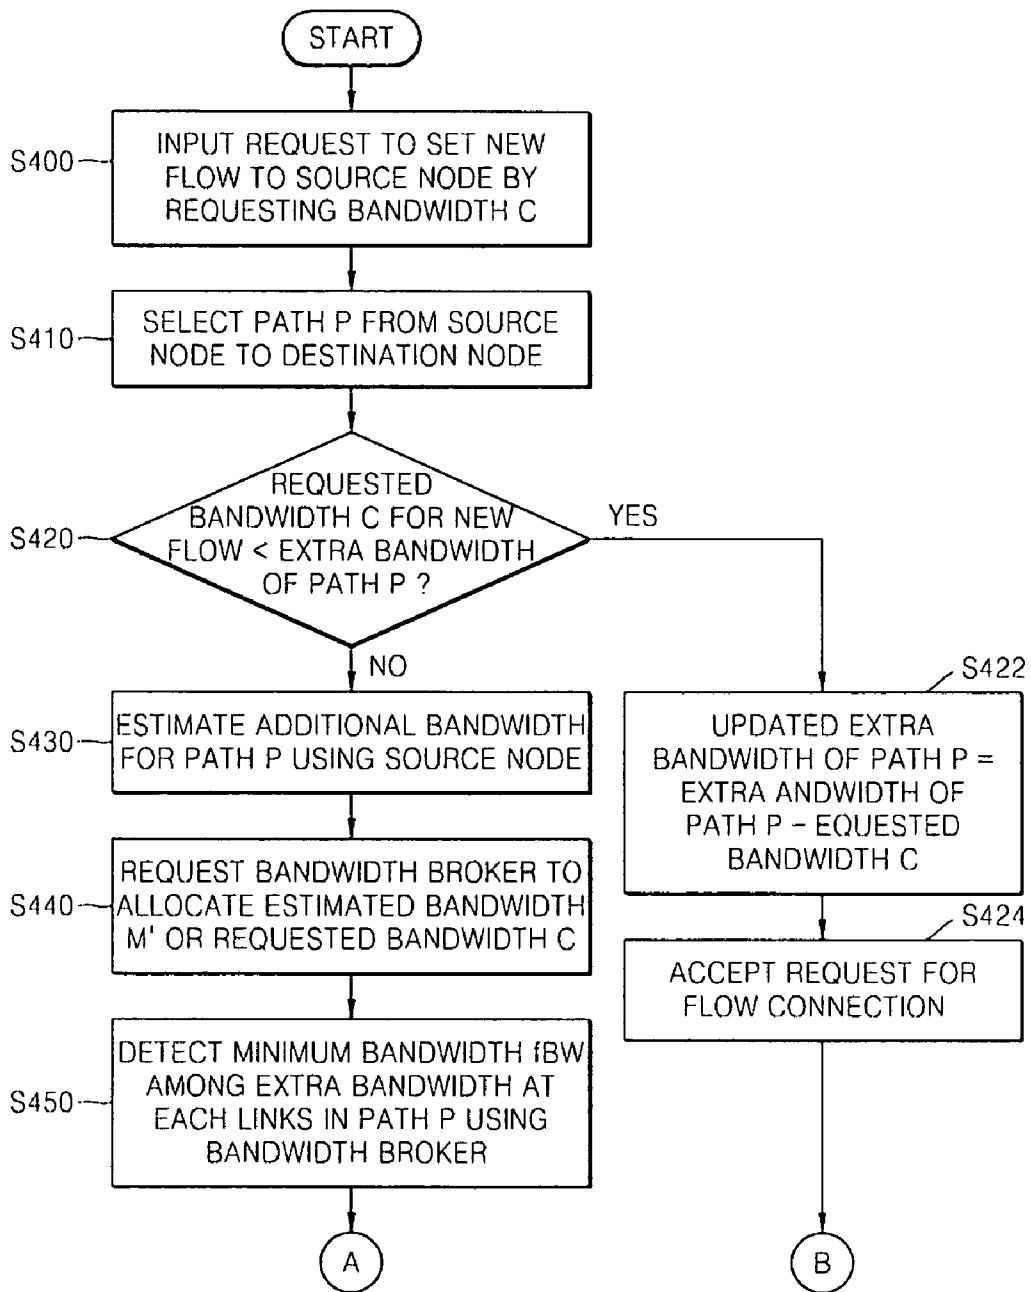 START
S400
INPUT REQUEST TO SET NEW
FLOW TO SOURCE NODE BY
REQUESTING BANDWIDTH C
S410
SELECT PATH P FROM SOURCE
NODE TO DESTINATION NODE
S420
REQUESTED
BANDWIDTH C FOR NEW
FLOW < EXTRA BANDWIDTH
OF PATH P ?
YES
NO
S422
UPDATED EXTRA
BANDWIDTH OF PATH P =
EXTRA ANDWIDTH OF
PATH P – EQUESTED
BANDWIDTH C
S430
ESTIMATE ADDITIONAL BANDWIDTH
FOR PATH P USING SOURCE NODE
S440
REQUEST BANDWIDTH BROKER TO
ALLOCATE ESTIMATED BANDWIDTH
M' OR REQUESTED BANDWIDTH C
S424
ACCEPT REQUEST FOR
FLOW CONNECTION
S450
DETECT MINIMUM BANDWIDTH fBW
AMONG EXTRA BANDWIDTH AT
EACH LINKS IN PATH P USING
BANDWIDTH BROKER
A
B